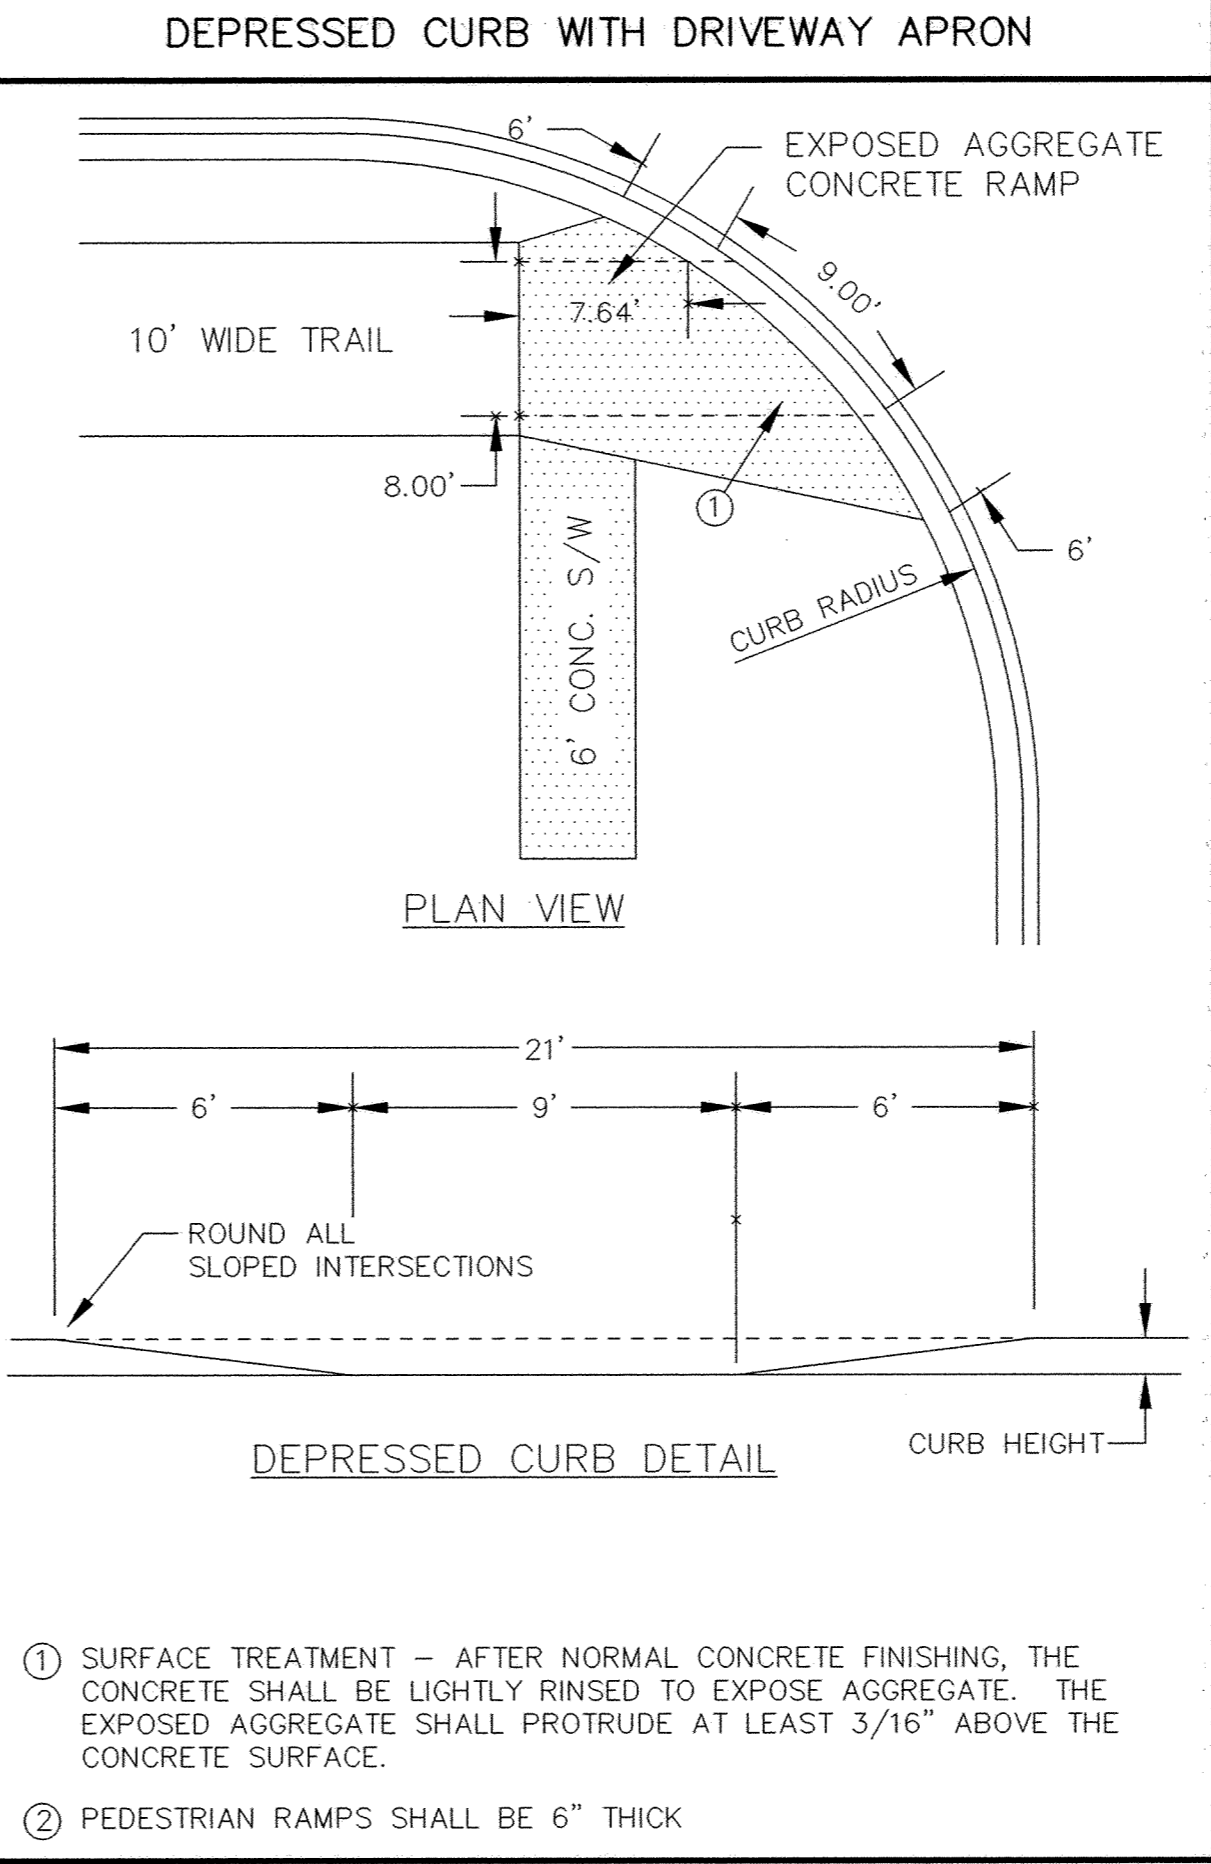 DEPRESSED CURB WITH DRIVEWAY APRON
6'
EXPOSED AGGREGATE
CONCRETE RAMP
9.00'
7.64'
10' WIDE TRAIL
8.00'
1
6'
6' CONC. S/W
CURB RADIUS
PLAN VIEW
21'
6'
9'
6'
ROUND ALL
SLOPED INTERSECTIONS
CURB HEIGHT
DEPRESSED CURB DETAIL
1 SURFACE TREATMENT – AFTER NORMAL CONCRETE FINISHING, THE
CONCRETE SHALL BE LIGHTLY RINSED TO EXPOSE AGGREGATE. THE
EXPOSED AGGREGATE SHALL PROTRUDE AT LEAST 3/16" ABOVE THE
CONCRETE SURFACE.
2 PEDESTRIAN RAMPS SHALL BE 6" THICK